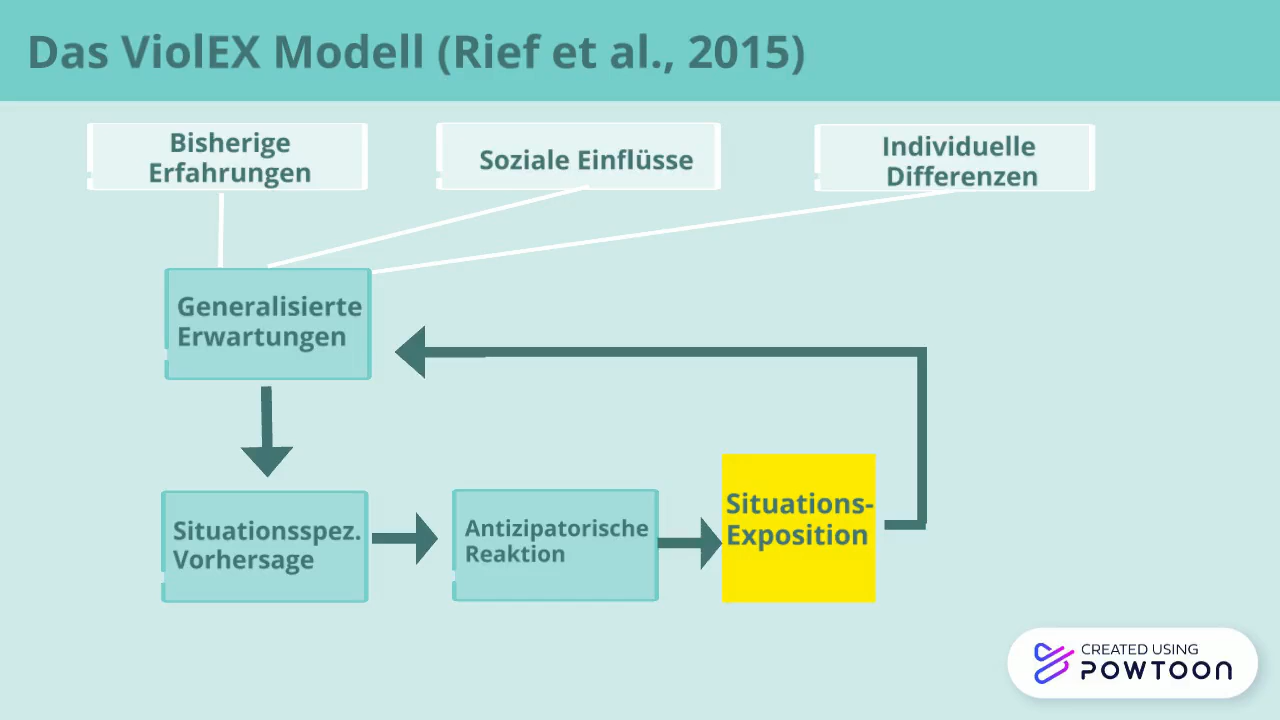 Das ViolEX Modell (Rief et al., 2015)
Bisherige
Erfahrungen
Soziale Einflüsse
Individuelle
Differenzen
Generalisierte
Erwartungen
Situationsspez.
Vorhersage
Antizipatorische
Reaktion
Situations-
Exposition
CREATED USING
POWTOON